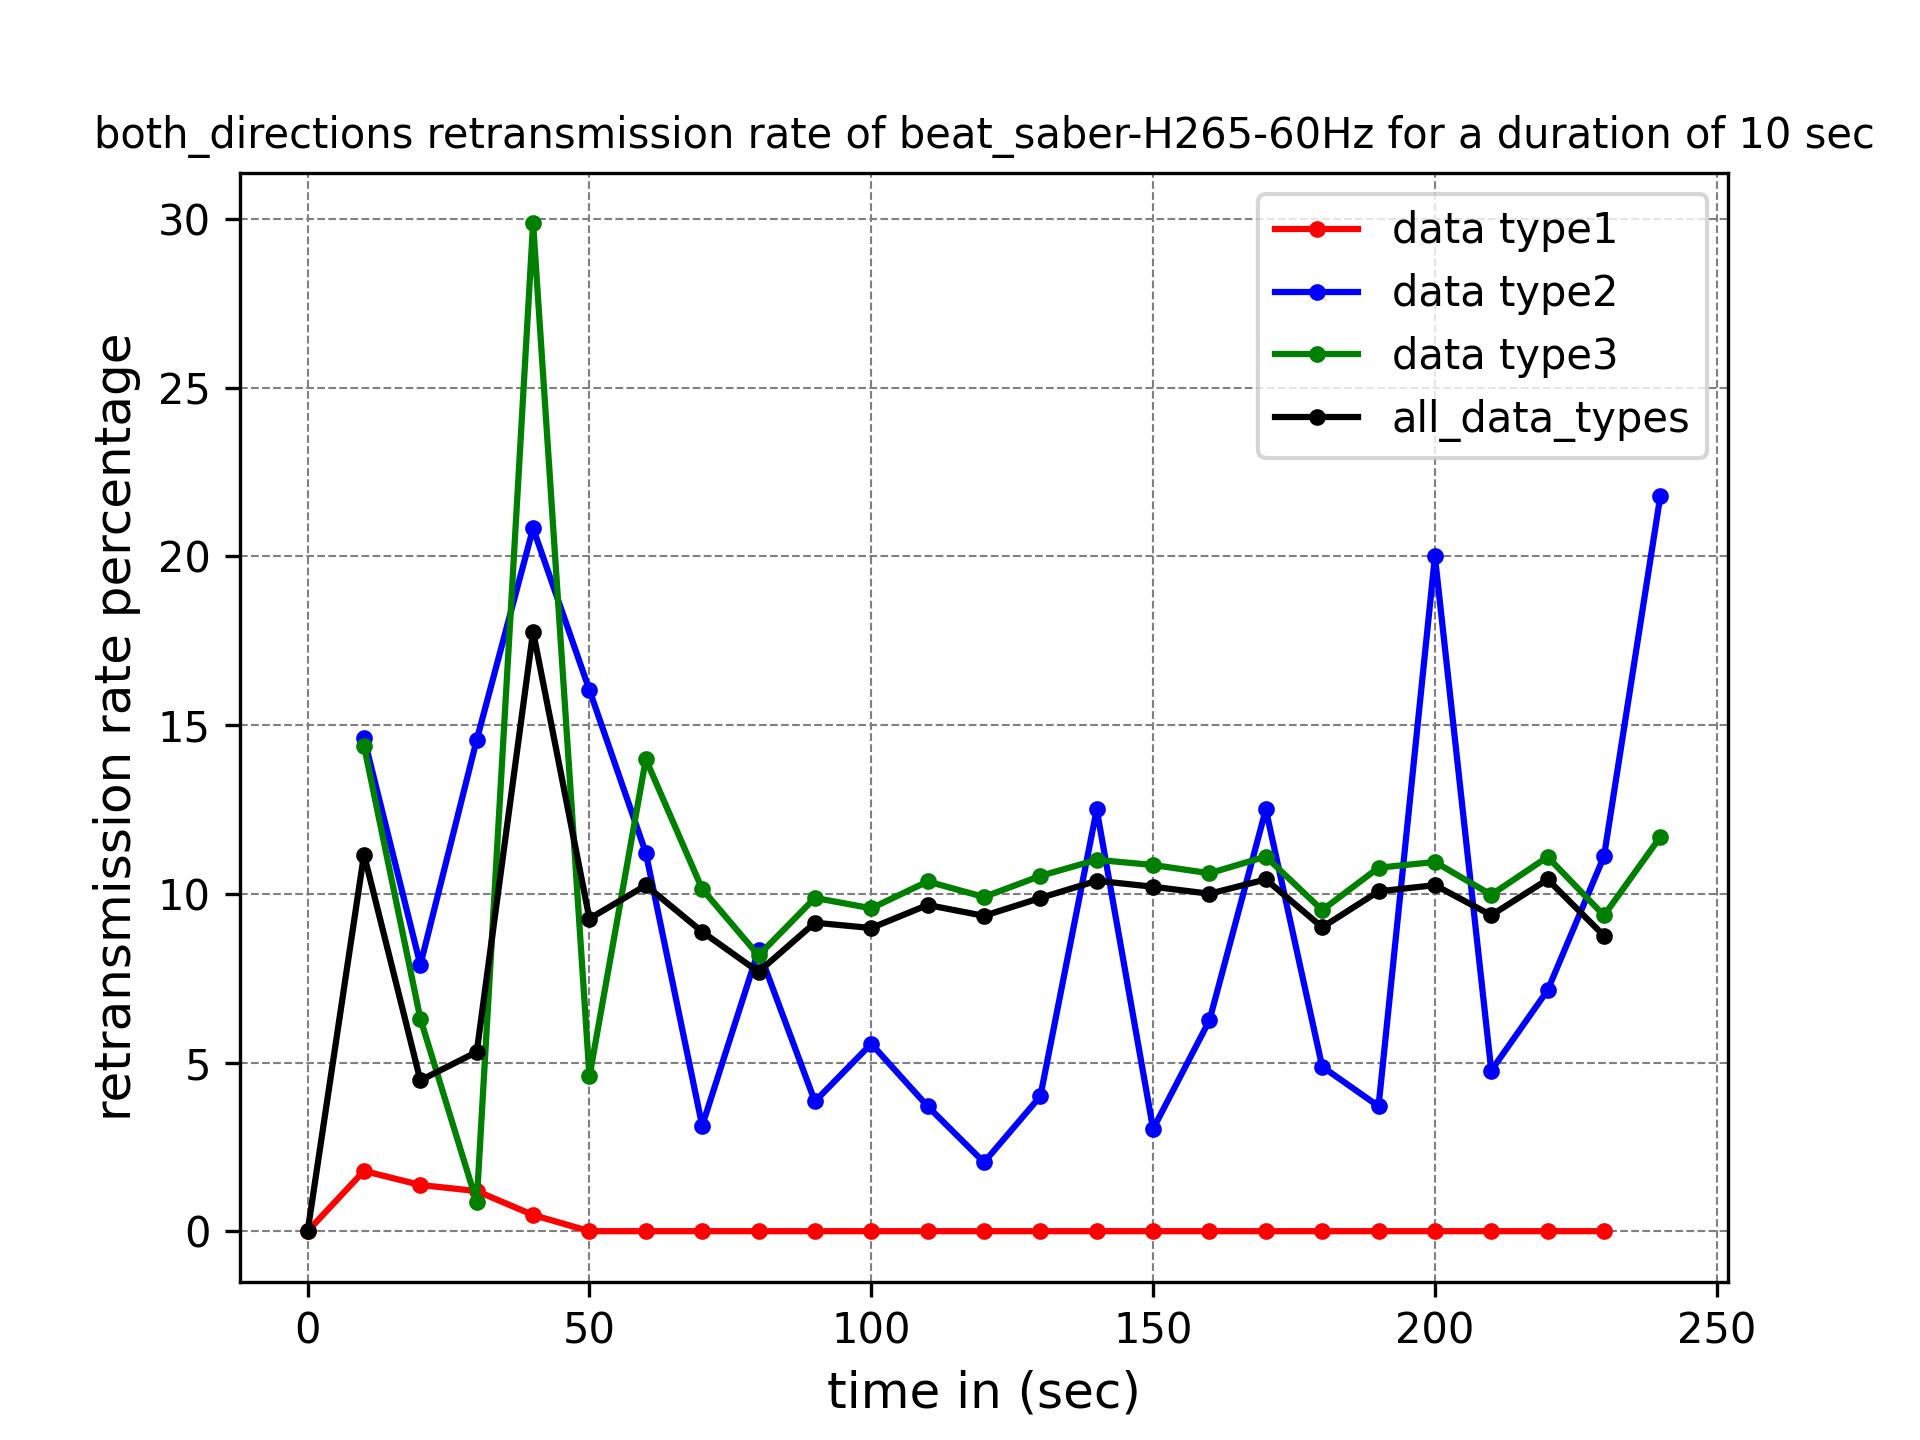 both_directions retransmission rate of beat_saber-H265-60Hz for a duration of 10 sec
retransmission rate percentage
30
25
20
15
10
5
0
data type1
data type2
data type3
all_data_types
0 50 100 150 200 250
time in (sec)